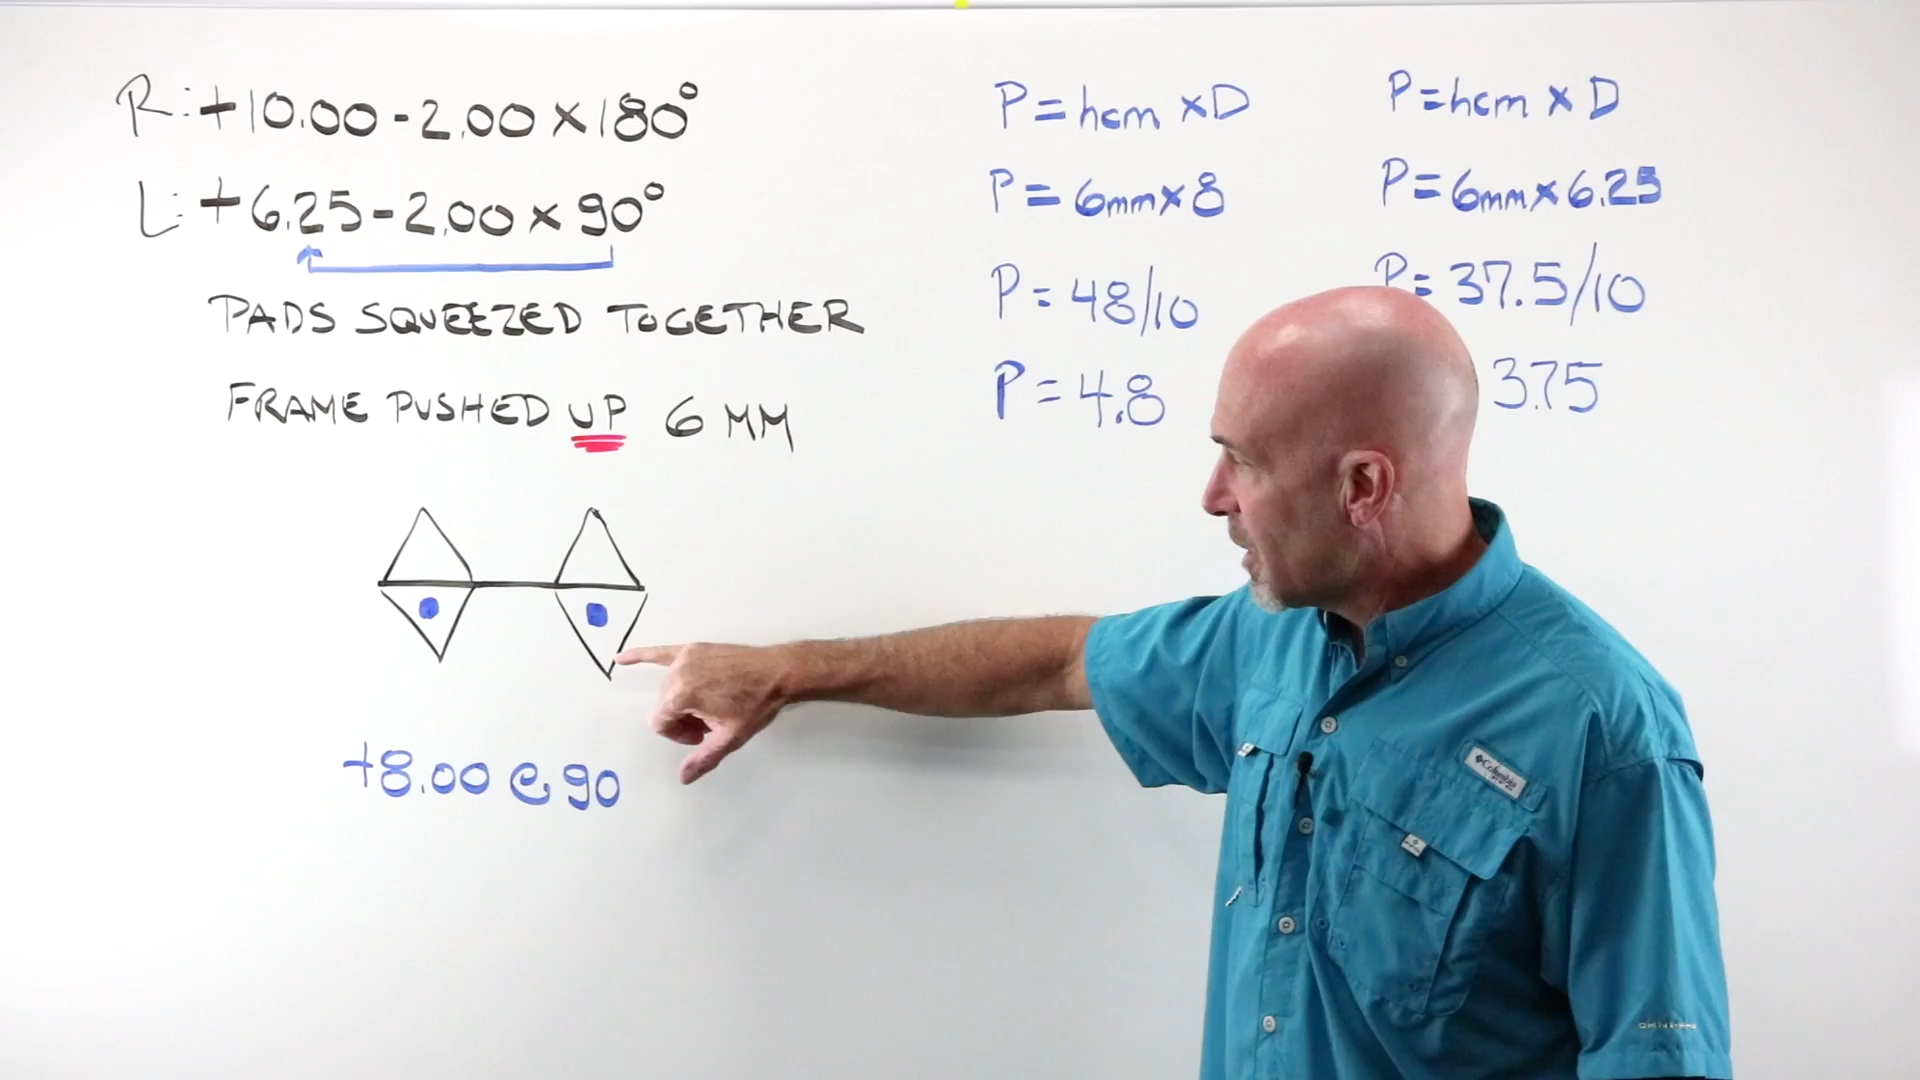 R: +10.00 - 2.00 × 180°
L: +6.25 - 2.00 × 90°
PADS SQUEEZED TOGETHER
FRAME PUSHED UP 6 MM
+8.00 @ 90
P = hcm × D
P = 6mm × 8
P = 48/10
P = 4.8
P = hcm × D
P = 6mm × 6.25
P = 37.5/10
3.75
Columbia